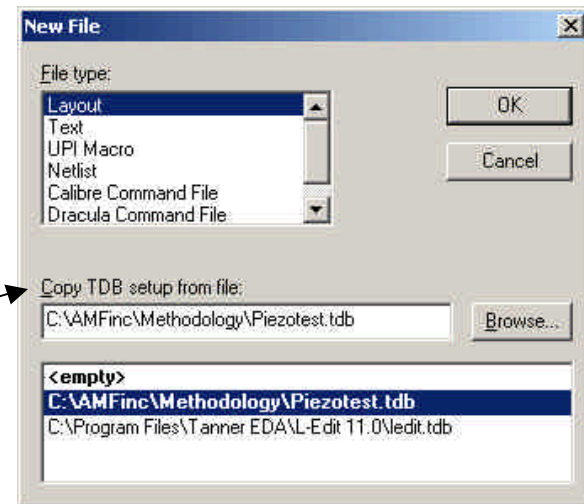 New File
File type:
Layout
Text
UPI Macro
Netlist
Calibre Command File
Dracula Command File
OK
Cancel
Copy TDB setup from file:
C:\AMFinc\Methodology\Piezotest.tdb
Browse...
<empty>
C:\AMFinc\Methodology\Piezotest.tdb
C:\Program Files\Tanner EDA\L-Edit 11.0\ledit.tdb